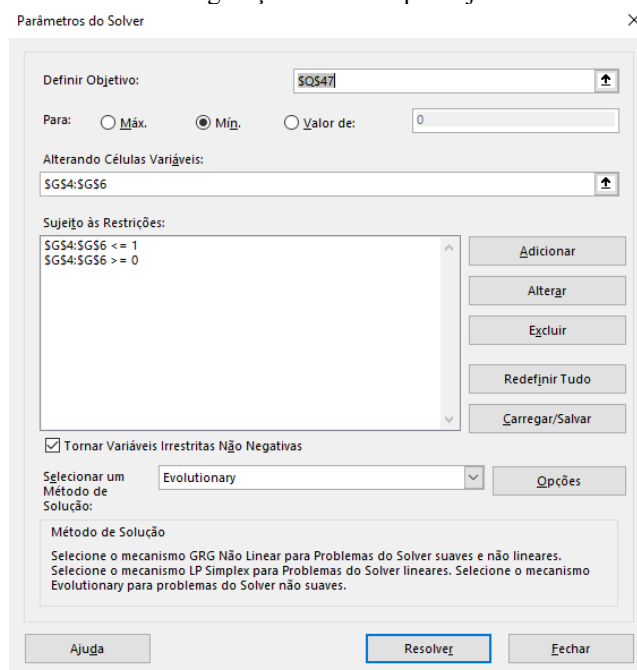 Parâmetros do Solver
Definir Objetivo:
$Q$47
Para:
Máx.
Mín.
Valor de:
0
Alterando Células Variáveis:
$G$4:$G$6
Sujeito às Restrições:
$G$4:$G$6 <= 1
$G$4:$G$6 >= 0
Adicionar
Alterar
Excluir
Redefinir Tudo
Carregar/Salvar
Tornar Variáveis Irrestritas Não Negativas
Selecionar um
Método de
Solução:
Evolutionary
Opções
Método de Solução
Selecione o mecanismo GRG Não Linear para Problemas do Solver suaves e não lineares.
Selecione o mecanismo LP Simplex para Problemas do Solver lineares. Selecione o mecanismo
Evolutionary para problemas do Solver não suaves.
Ajuda
Resolver
Fechar